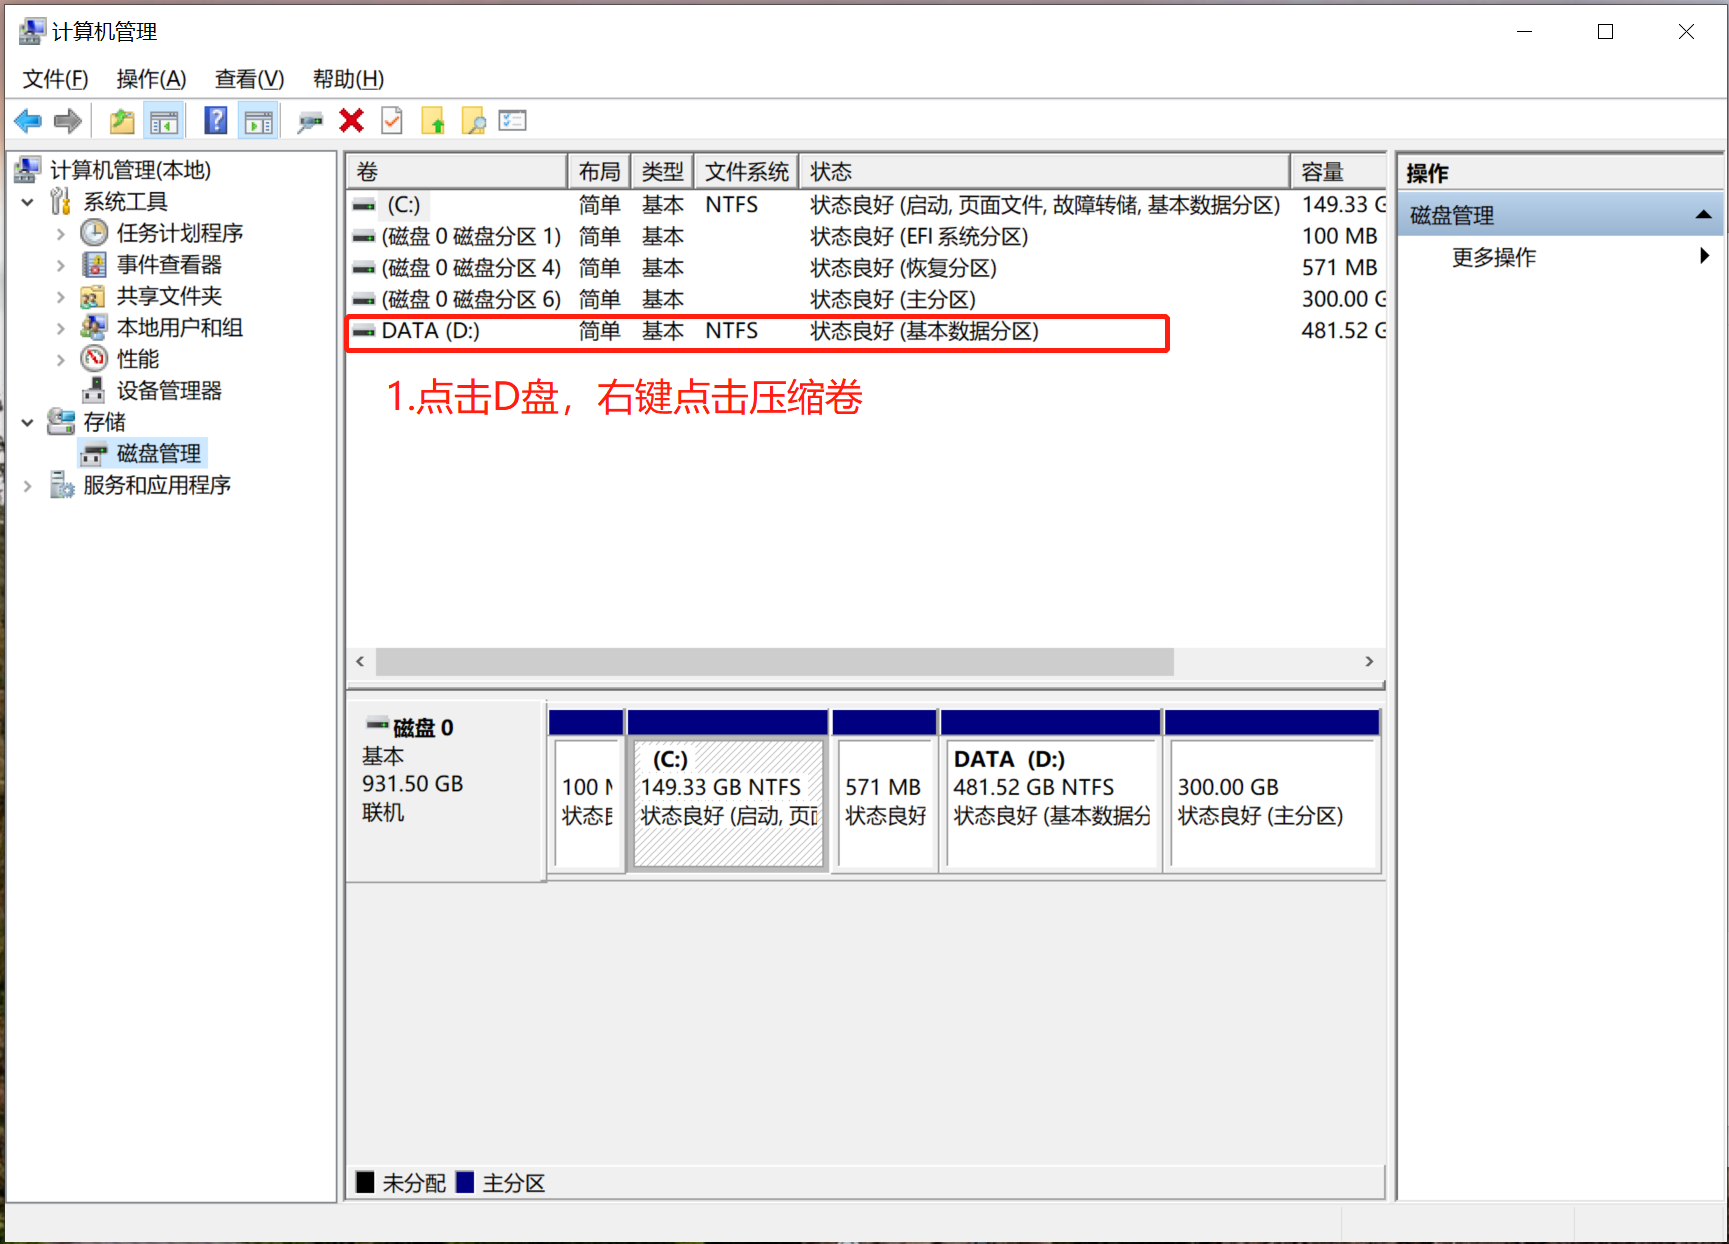 计算机管理
文件(F) 操作(A) 查看(V) 帮助(H)
计算机管理(本地)
系统工具
任务计划程序
事件查看器
共享文件夹
本地用户和组
性能
设备管理器
存储
磁盘管理
服务和应用程序
卷 布局 类型 文件系统 状态 容量
(C:) 简单 基本 NTFS 状态良好 (启动, 页面文件, 故障转储, 基本数据分区) 149.33 G
(磁盘 0 磁盘分区 1) 简单 基本 状态良好 (EFI 系统分区) 100 MB
(磁盘 0 磁盘分区 4) 简单 基本 状态良好 (恢复分区) 571 MB
(磁盘 0 磁盘分区 6) 简单 基本 状态良好 (主分区) 300.00 G
DATA (D:) 简单 基本 NTFS 状态良好 (基本数据分区) 481.52 G
1.点击D盘，右键点击压缩卷
磁盘 0
基本
931.50 GB
联机
100
状态
(C:)
149.33 GB NTFS
状态良好 (启动, 页
571 MB
状态良好
DATA (D:)
481.52 GB NTFS
状态良好 (基本数据分
300.00 GB
状态良好 (主分区)
未分配 主分区
操作
磁盘管理
更多操作